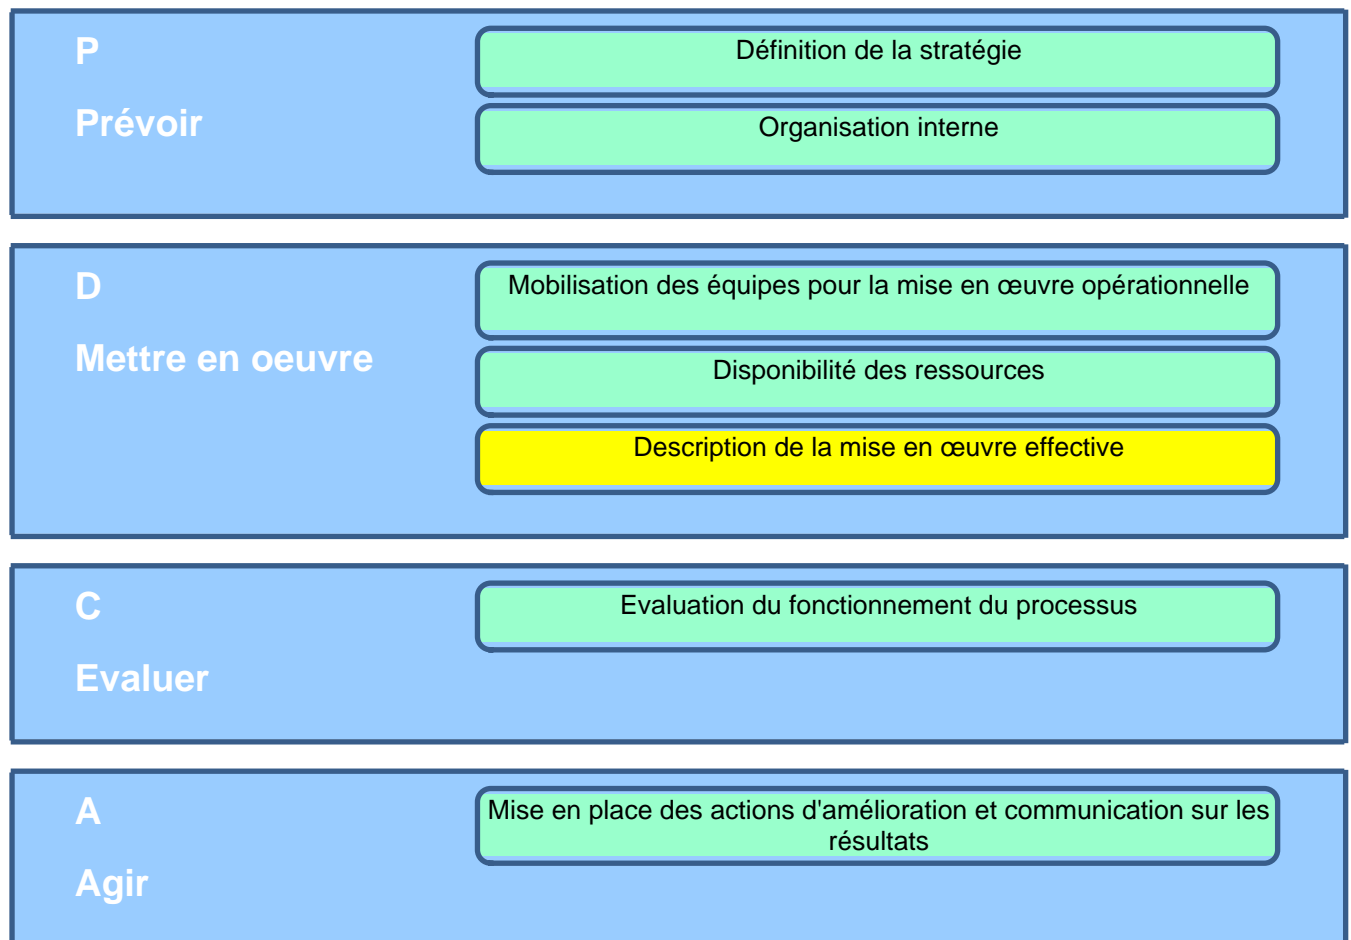 P
Prévoir
Définition de la stratégie
Organisation interne
D
Mettre en oeuvre
Mobilisation des équipes pour la mise en œuvre opérationnelle
Disponibilité des ressources
Description de la mise en œuvre effective
C
Evaluer
Evaluation du fonctionnement du processus
A
Agir
Mise en place des actions d'amélioration et communication sur les
résultats